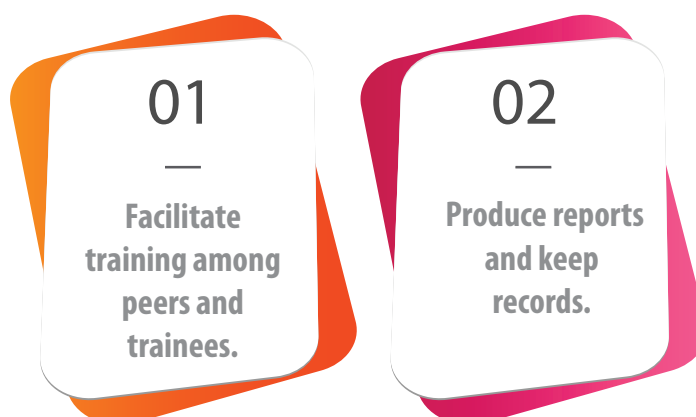 01
Facilitate
training among
peers and
trainees.
02
Produce reports
and keep
records.